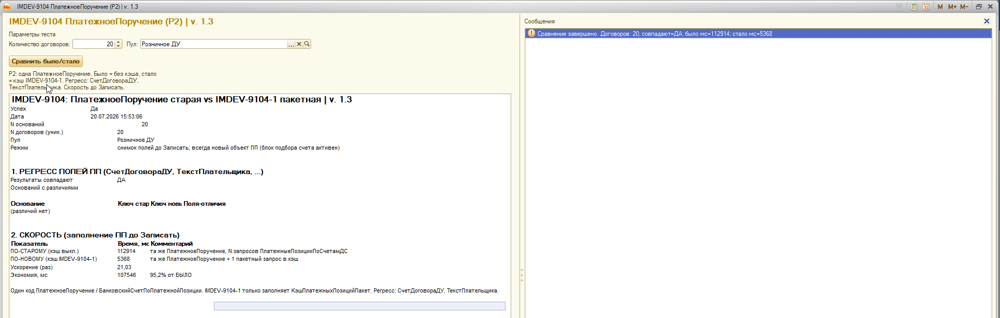 IMDEV-9104 ПлатежноеПоручение (P2) | v. 1.3
M M+ M-
IMDEV-9104 ПлатежноеПоручение (P2) | v. 1.3
Параметры теста
Количество договоров: 20 Пул: Розничное ДУ ...
Сравнить было/стало
P2: одна ПлатежноеПоручение. Было = без кэша, стало
= кэш IMDEV-9104-1. Регресс: СчетДоговораДУ,
ТекстПлательщика. Скорость до Записать.
IMDEV-9104: ПлатежноеПоручение старая vs IMDEV-9104-1 пакетная | v. 1.3
Успех Да
Дата 20.07.2026 15:53:06
N оснований 20
N договоров (уник.) 20
Пул Розничное ДУ
Режим снимок полей до Записать; всегда новый объект ПП (блок подбора счета активен)
1. РЕГРЕСС ПОЛЕЙ ПП (СчетДоговораДУ, ТекстПлательщика, ...)
Результаты совпадают ДА
Оснований с различиями
Основание Ключ стар Ключ новы Поля-отличия
(различий нет)
2. СКОРОСТЬ (заполнение ПП до Записать)
Показатель Время, мс Комментарий
ПО-СТАРОМУ (кэш выкл.) 112914 та же ПлатежноеПоручение, N запросов ПлатежныеПозицииПоСчетамДС
ПО-НОВОМУ (кэш IMDEV-9104-1) 5368 та же ПлатежноеПоручение + 1 пакетный запрос в кэш
Ускорение (раз) 21,03
Экономия, мс 107546 95,2% от БЫЛО
Один код ПлатежноеПоручение / БанковскийСчетПоПлатежнойПозиции. IMDEV-9104-1 только заполняет КэшПлатежныхПозицийПакет. Регресс: СчетДоговораДУ, ТекстПлательщика.
Сообщения
Сравнение завершено. Договоров: 20; совпадают=ДА; было мс=112914; стало мс=5368